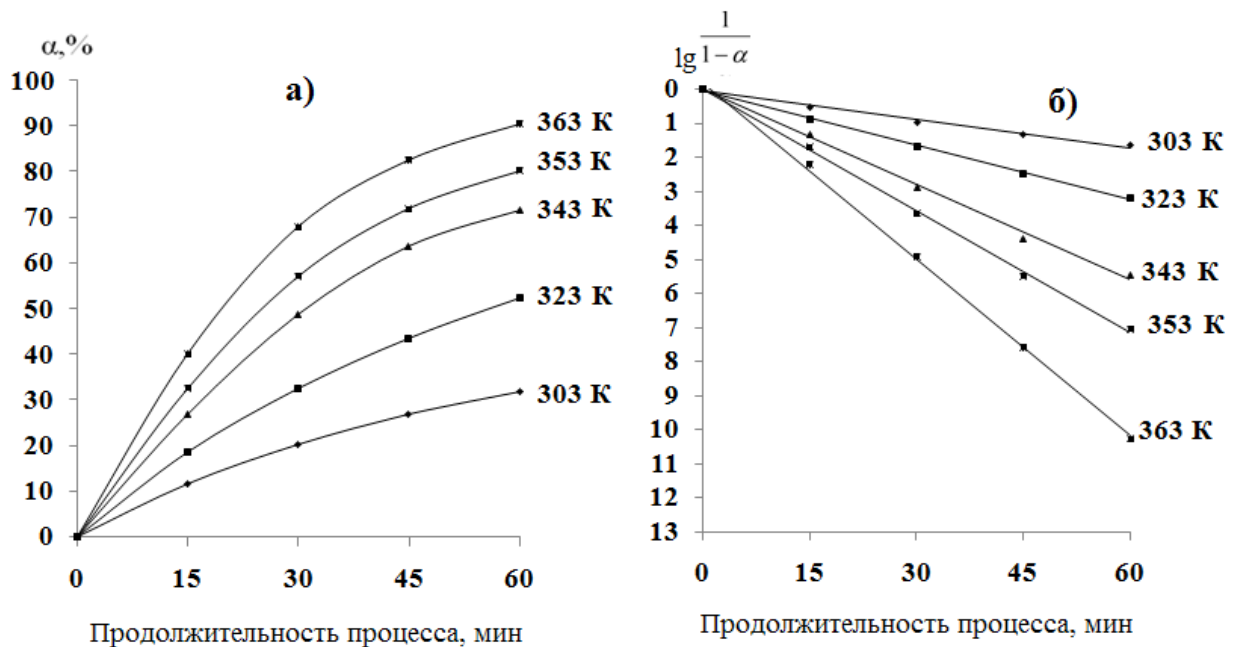 α,%
а)
100
90
80
70
60
50
40
30
20
10
0
363 К
353 К
343 К
323 К
303 К
0 15 30 45 60
Продолжительность процесса, мин
lg 1/(1−α)
б)
0
1
2
3
4
5
6
7
8
9
10
11
12
13
303 К
323 К
343 К
353 К
363 К
0 15 30 45 60
Продолжительность процесса, мин